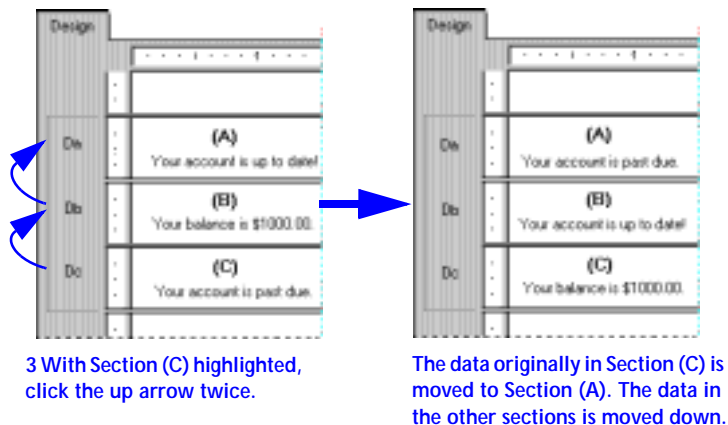 Design
(A)
Da
Your account is up to date!
(B)
Db
Your balance is $1000.00.
(C)
Dc
Your account is past due.
3 With Section (C) highlighted,
click the up arrow twice.
Design
(A)
Da
Your account is past due.
(B)
Db
Your account is up to date!
(C)
Dc
Your balance is $1000.00.
The data originally in Section (C) is
moved to Section (A). The data in
the other sections is moved down.